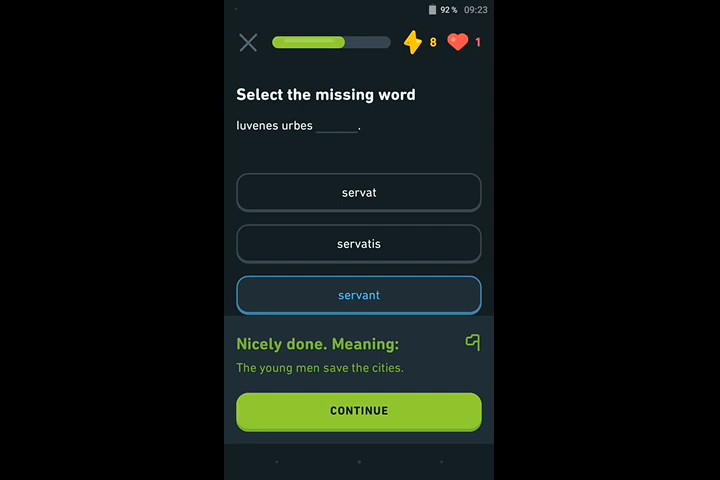 92 % 09:23
8 1
Select the missing word
Iuvenes urbes ______.
servat
servatis
servant
Nicely done. Meaning:
The young men save the cities.
CONTINUE